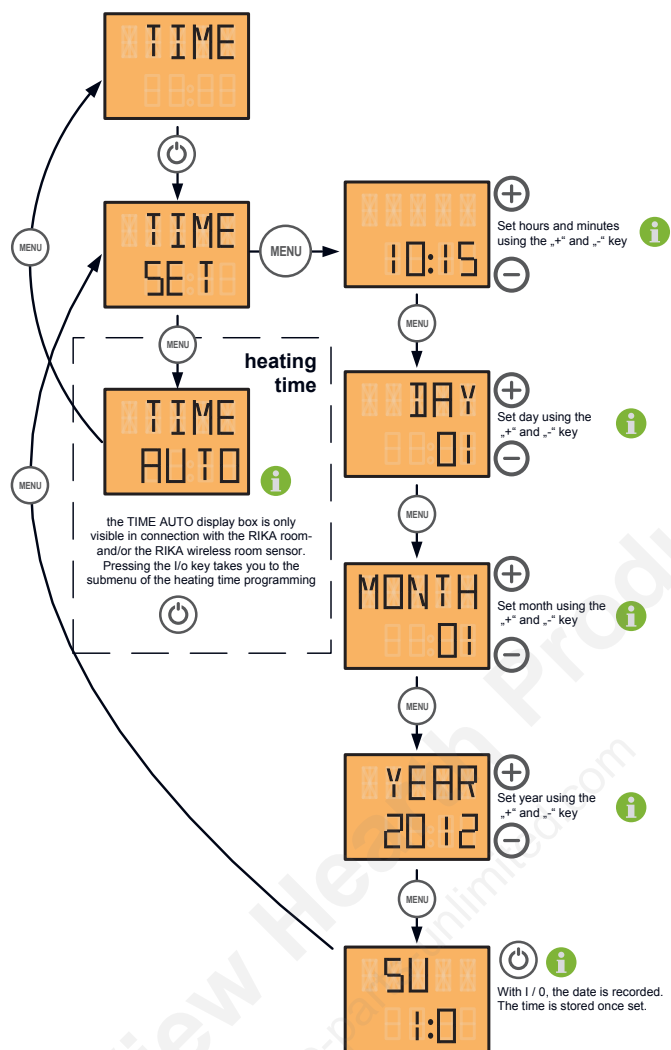 TIME
TIME
SET
MENU
MENU
10:15
Set hours and minutes
using the „+“ and „-“ key
MENU
MENU
MENU
heating
time
TIME
AUTO
the TIME AUTO display box is only
visible in connection with the RIKA room-
and/or the RIKA wireless room sensor.
Pressing the I/o key takes you to the
submenu of the heating time programming
DAY
01
Set day using the
„+“ and „-“ key
MENU
MENU
MONTH
01
Set month using the
„+“ and „-“ key
MENU
YEAR
2012
Set year using the
„+“ and „-“ key
MENU
SU
1:0
With I / 0, the date is recorded.
The time is stored once set.